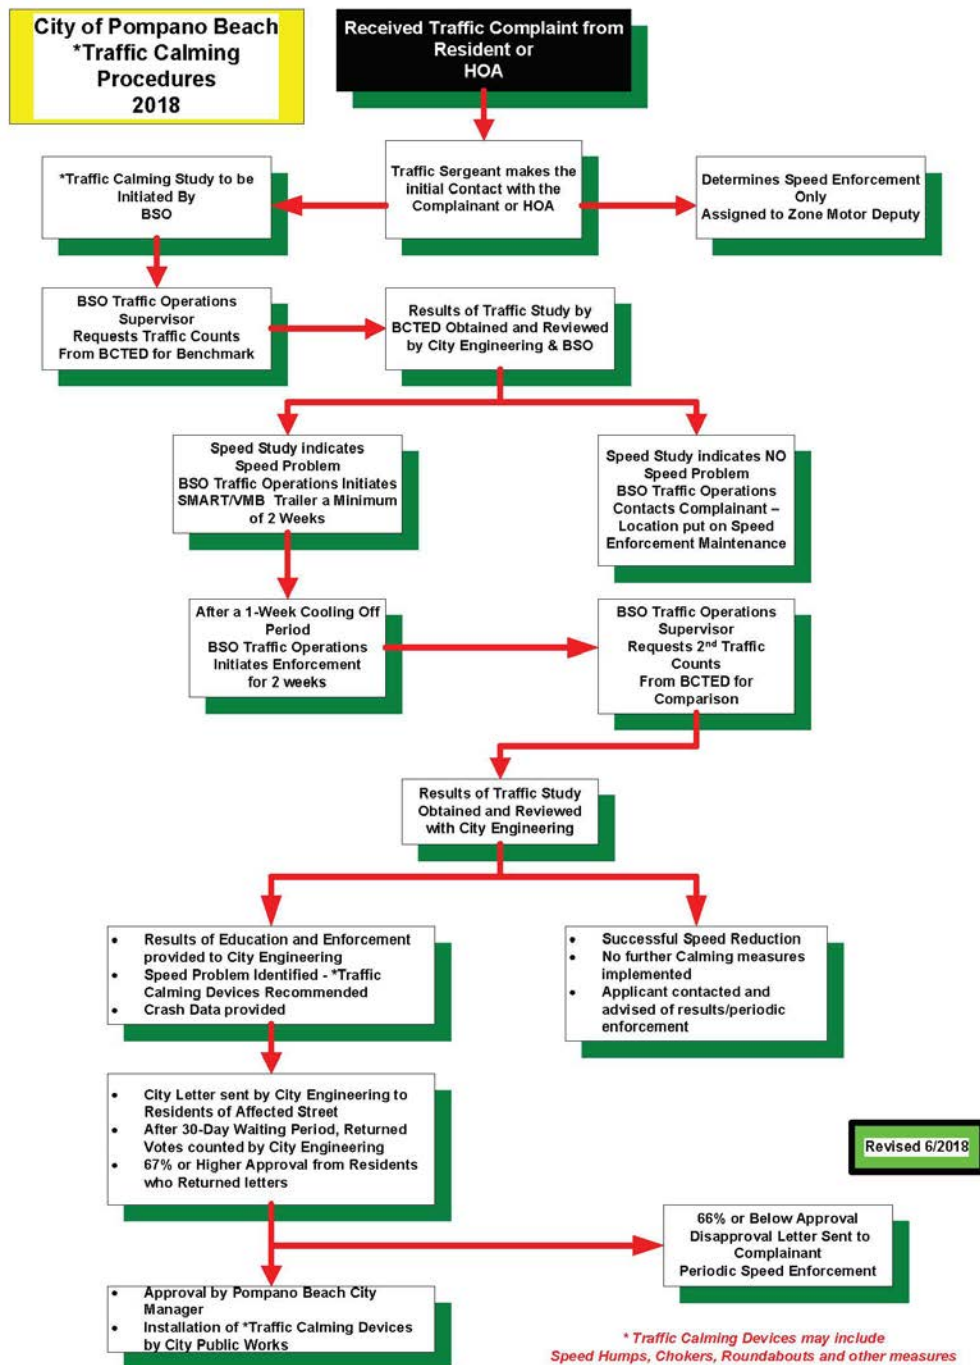 City of Pompano Beach
*Traffic Calming
Procedures
2018
Received Traffic Complaint from
Resident or
HOA
*Traffic Calming Study to be
Initiated By
BSO
Traffic Sergeant makes the
initial Contact with the
Complainant or HOA
Determines Speed Enforcement
Only
Assigned to Zone Motor Deputy
BSO Traffic Operations
Supervisor
Requests Traffic Counts
From BCTED for Benchmark
Results of Traffic Study by
BCTED Obtained and Reviewed
by City Engineering & BSO
Speed Study indicates
Speed Problem
BSO Traffic Operations Initiates
SMART/VMB Trailer a Minimum
of 2 Weeks
Speed Study indicates NO
Speed Problem
BSO Traffic Operations
Contacts Complainant –
Location put on Speed
Enforcement Maintenance
After a 1-Week Cooling Off
Period
BSO Traffic Operations
Initiates Enforcement
for 2 weeks
BSO Traffic Operations
Supervisor
Requests 2nd Traffic
Counts
From BCTED for
Comparison
Results of Traffic Study
Obtained and Reviewed
with City Engineering
• Results of Education and Enforcement
provided to City Engineering
• Speed Problem Identified - *Traffic
Calming Devices Recommended
• Crash Data provided
• Successful Speed Reduction
• No further Calming measures
implemented
• Applicant contacted and
advised of results/periodic
enforcement
• City Letter sent by City Engineering to
Residents of Affected Street
• After 30-Day Waiting Period, Returned
Votes counted by City Engineering
• 67% or Higher Approval from Residents
who Returned letters
Revised 6/2018
66% or Below Approval
Disapproval Letter Sent to
Complainant
Periodic Speed Enforcement
• Approval by Pompano Beach City
Manager
• Installation of *Traffic Calming Devices
by City Public Works
* Traffic Calming Devices may include
Speed Humps, Chokers, Roundabouts and other measures